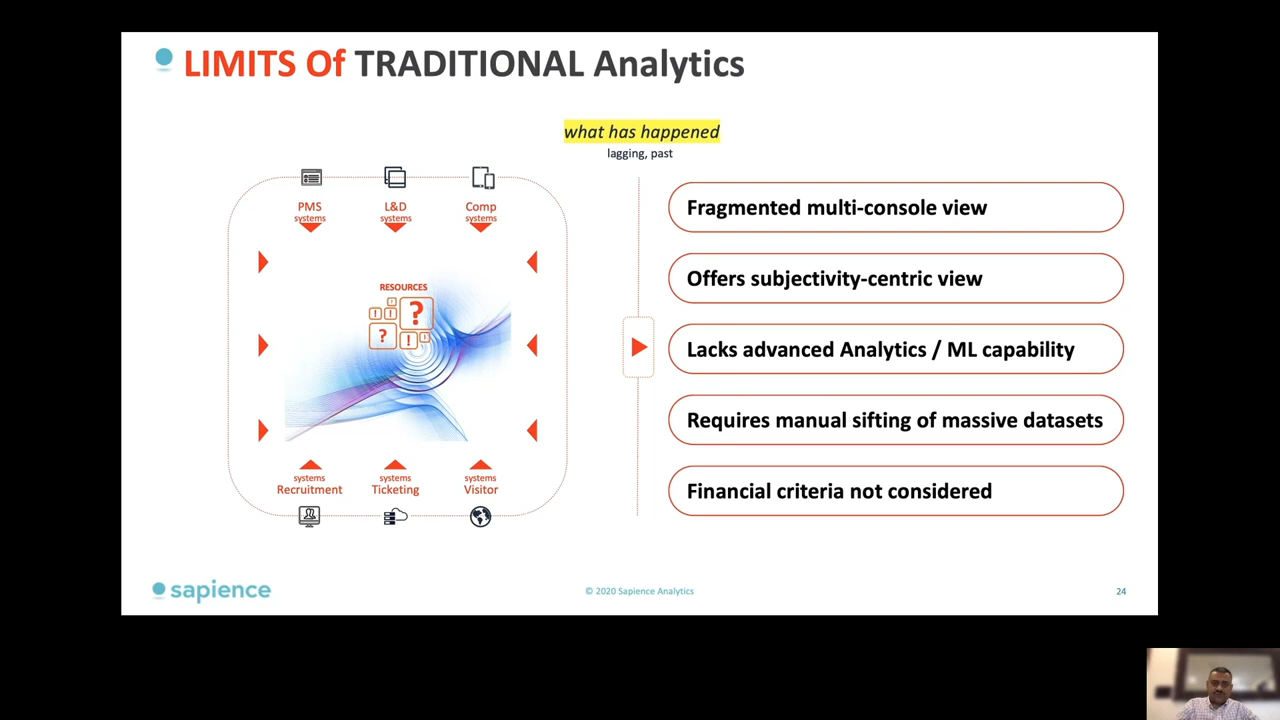 LIMITS Of TRADITIONAL Analytics
what has happened
lagging, past
PMS
systems
L&D
systems
Comp
systems
RESOURCES
! ! ! ?
? ! !
systems
Recruitment
systems
Ticketing
systems
Visitor
Fragmented multi-console view
Offers subjectivity-centric view
Lacks advanced Analytics / ML capability
Requires manual sifting of massive datasets
Financial criteria not considered
sapience
© 2020 Sapience Analytics
24